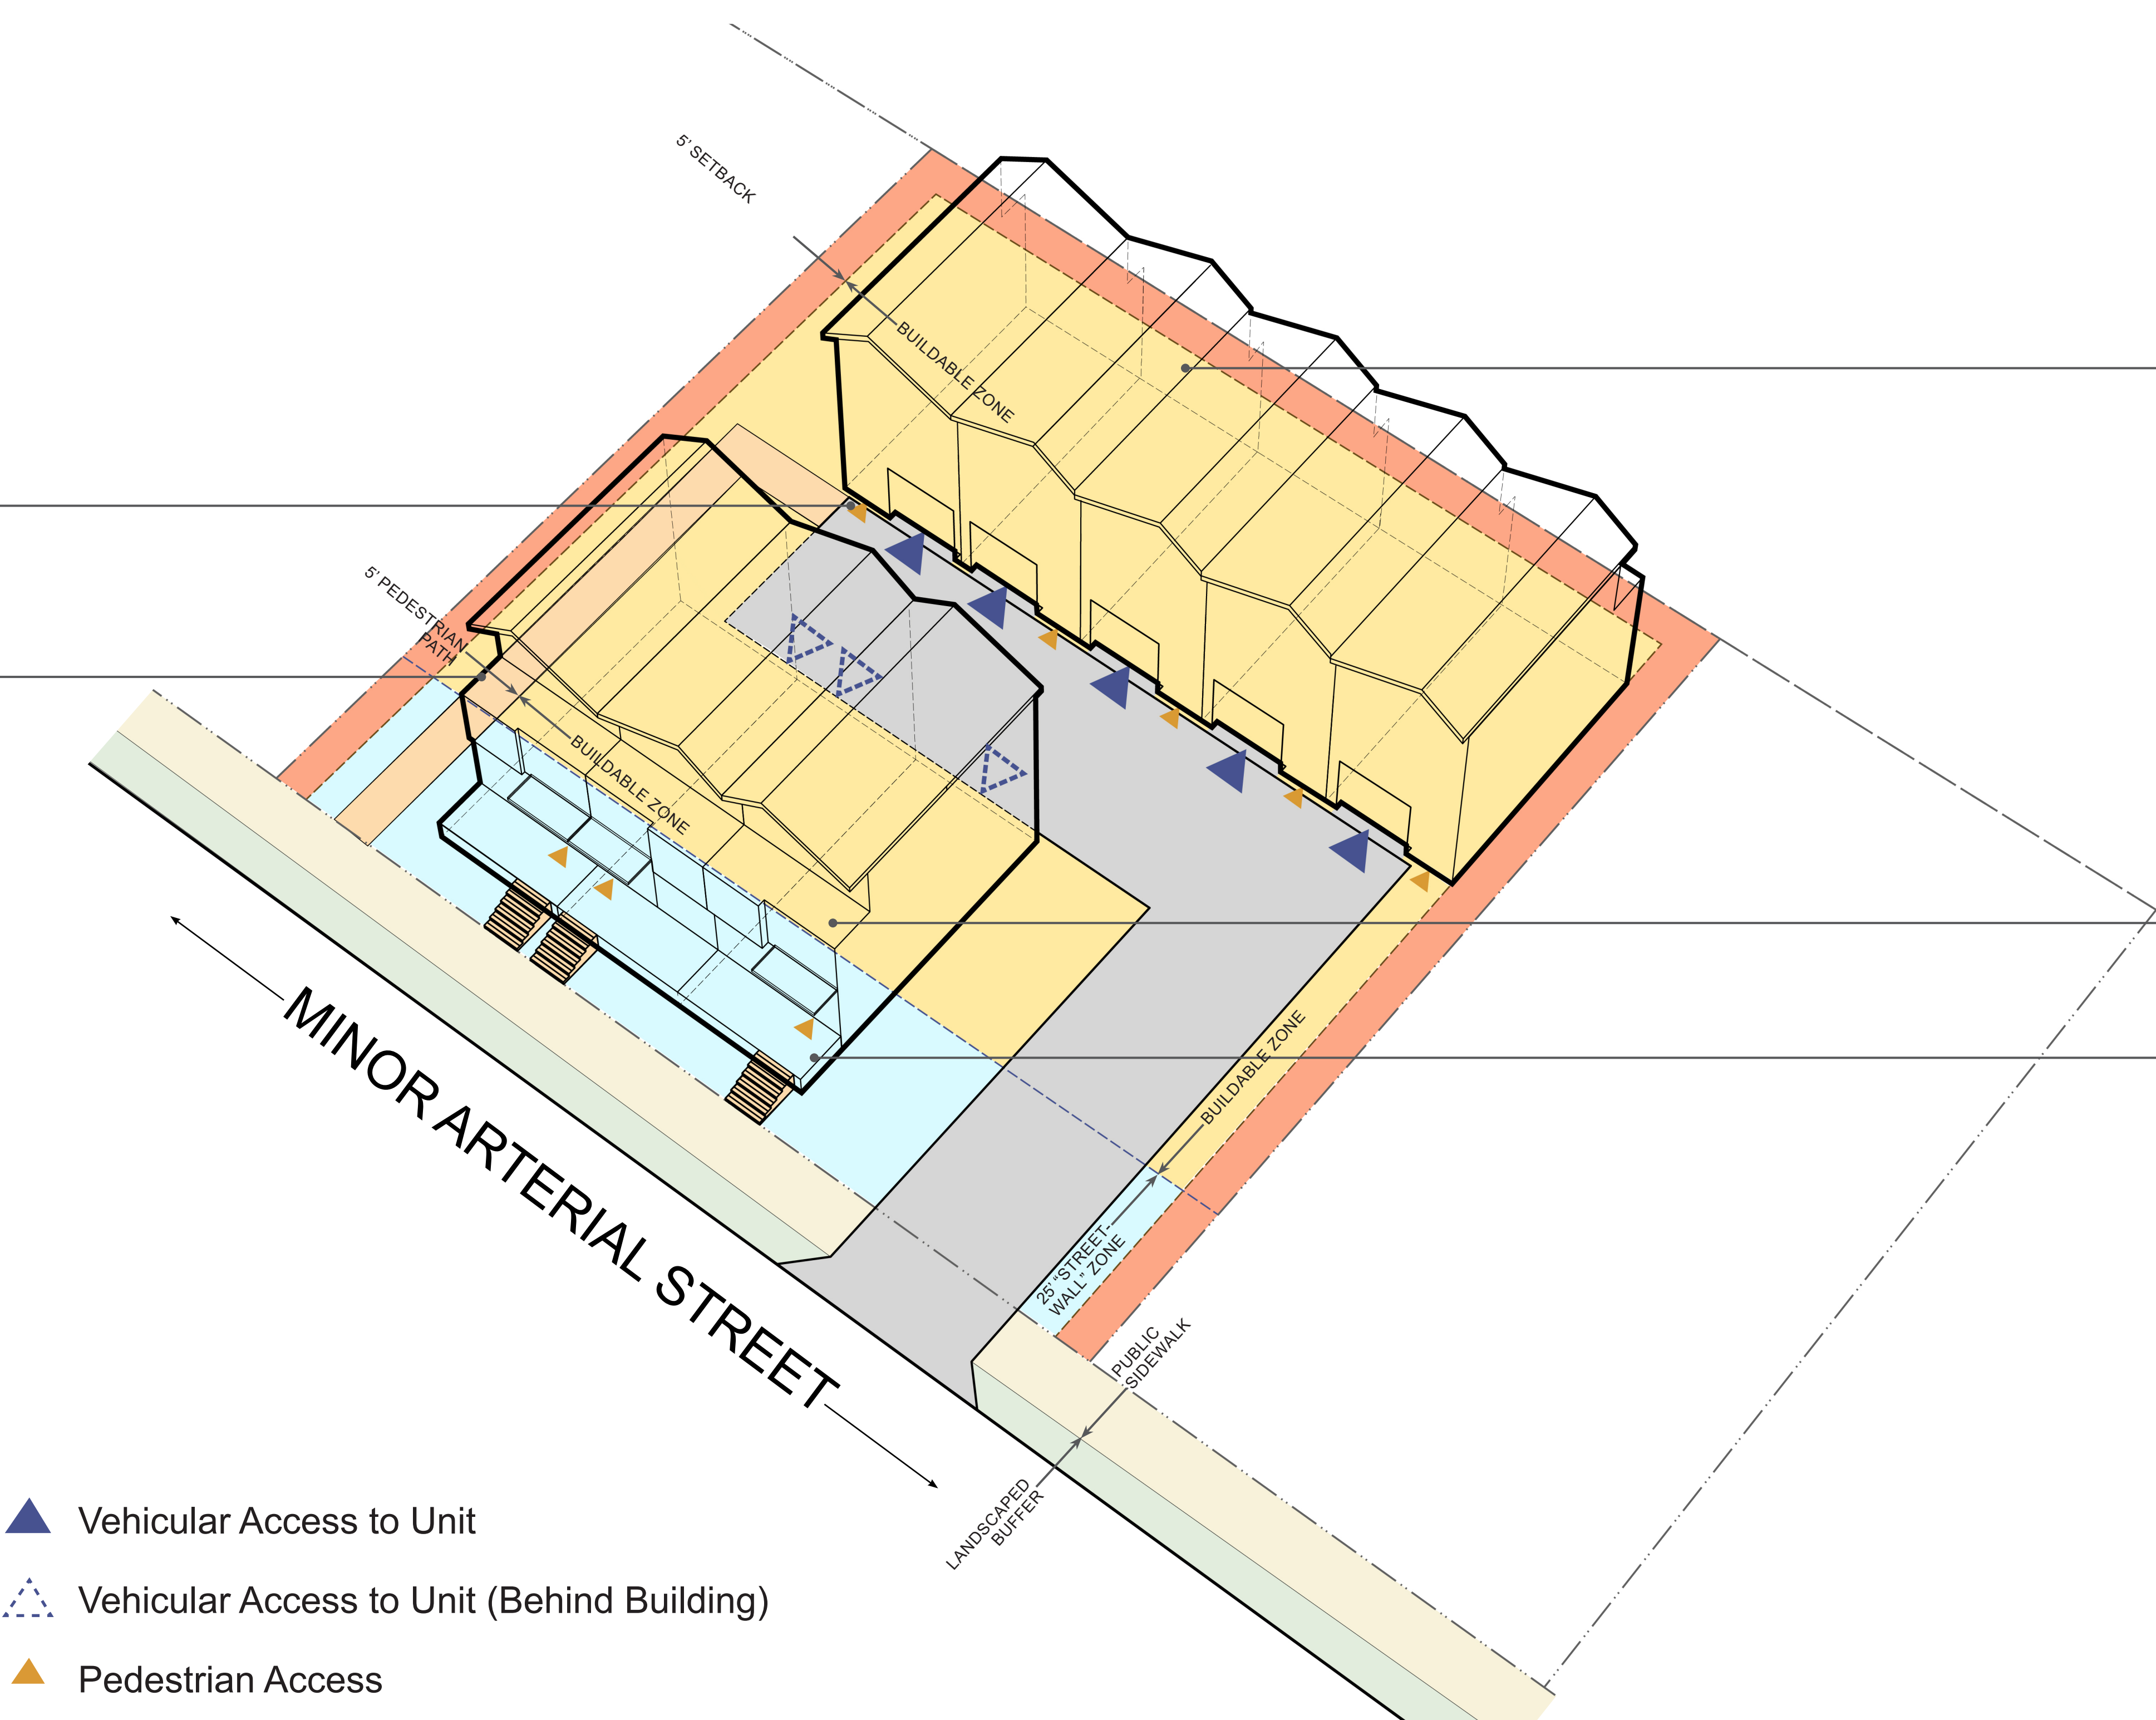 5' SETBACK
BUILDABLE ZONE
5' PEDESTRIAN
PATH
BUILDABLE ZONE
BUILDABLE ZONE
25' "STREET-
WALL" ZONE
PUBLIC
SIDEWALK
LANDSCAPED
BUFFER
MINOR ARTERIAL STREET
Vehicular Access to Unit
Vehicular Access to Unit (Behind Building)
Pedestrian Access